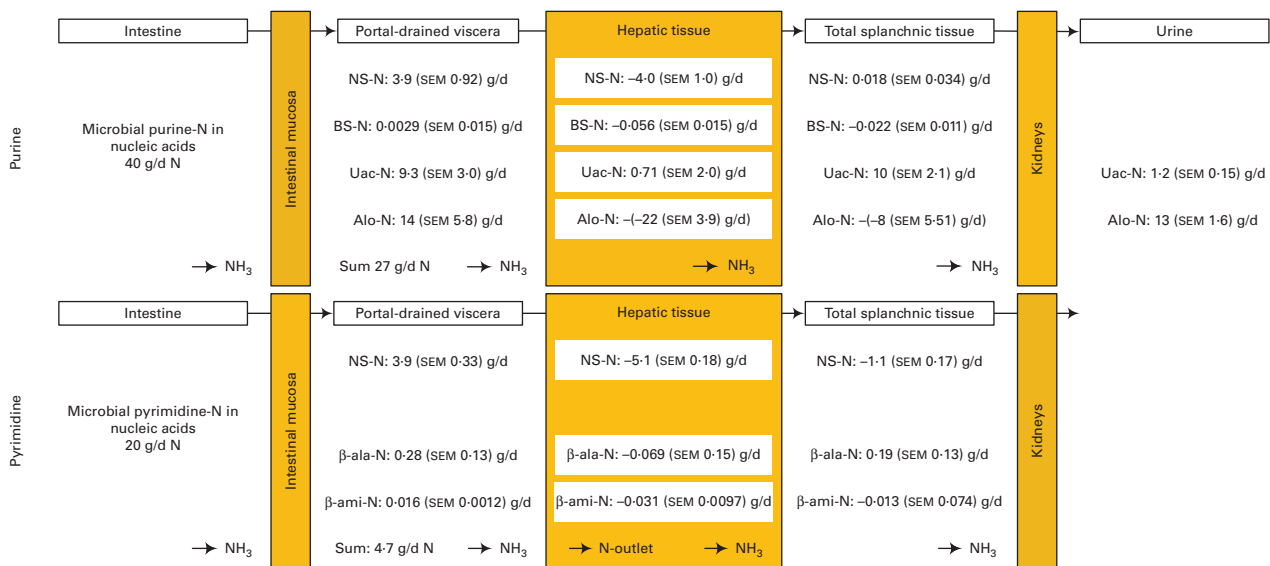 Intestine
Portal-drained viscera
Hepatic tissue
Total splanchnic tissue
Urine
Purine
Microbial purine-N in
nucleic acids
40 g/d N
→ NH₃
Intestinal mucosa
NS-N: 3·9 (SEM 0·92) g/d
BS-N: 0·0029 (SEM 0·015) g/d
Uac-N: 9·3 (SEM 3·0) g/d
Alo-N: 14 (SEM 5·8) g/d
Sum 27 g/d N → NH₃
NS-N: –4·0 (SEM 1·0) g/d
BS-N: –0·056 (SEM 0·015) g/d
Uac-N: 0·71 (SEM 2·0) g/d
Alo-N: –(–22 (SEM 3·9) g/d)
→ NH₃
NS-N: 0·018 (SEM 0·034) g/d
BS-N: –0·022 (SEM 0·011) g/d
Uac-N: 10 (SEM 2·1) g/d
Alo-N: –(–8 (SEM 5·51) g/d)
→ NH₃
Kidneys
Uac-N: 1·2 (SEM 0·15) g/d
Alo-N: 13 (SEM 1·6) g/d
Intestine
Portal-drained viscera
Hepatic tissue
Total splanchnic tissue
Pyrimidine
Microbial pyrimidine-N in
nucleic acids
20 g/d N
→ NH₃
Intestinal mucosa
NS-N: 3·9 (SEM 0·33) g/d
β-ala-N: 0·28 (SEM 0·13) g/d
β-ami-N: 0·016 (SEM 0·0012) g/d
Sum: 4·7 g/d N → NH₃
NS-N: –5·1 (SEM 0·18) g/d
β-ala-N: –0·069 (SEM 0·15) g/d
β-ami-N: –0·031 (SEM 0·0097) g/d
→ N-outlet → NH₃
NS-N: –1·1 (SEM 0·17) g/d
β-ala-N: 0·19 (SEM 0·13) g/d
β-ami-N: –0·013 (SEM 0·074) g/d
→ NH₃
Kidneys